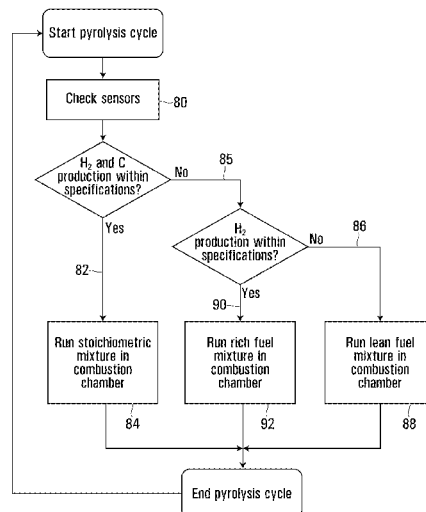 Start pyrolysis cycle
Check sensors
80
H2 and C
production within
specifications?
No
85
Yes
82
H2
production within
specifications?
No
86
90
Yes
Run stoichiometric
mixture in
combustion
chamber
84
Run rich fuel
mixture in
combustion
chamber
92
Run lean fuel
mixture in
combustion
chamber
88
End pyrolysis cycle